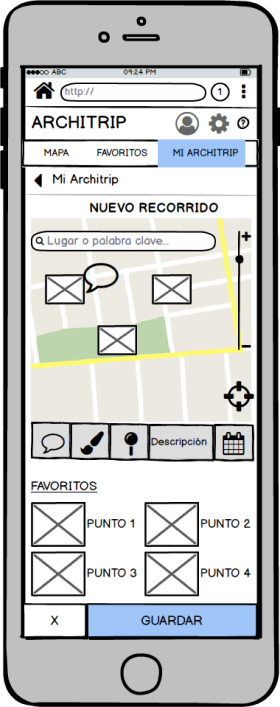 ABC 09:24 PM
http:// 1
ARCHITRIP ?
MAPA FAVORITOS MI ARCHITRIP
Mi Architrip
NUEVO RECORRIDO
Lugar o palabra clave...
+
-
Descripción
FAVORITOS
PUNTO 1 PUNTO 2
PUNTO 3 PUNTO 4
X GUARDAR